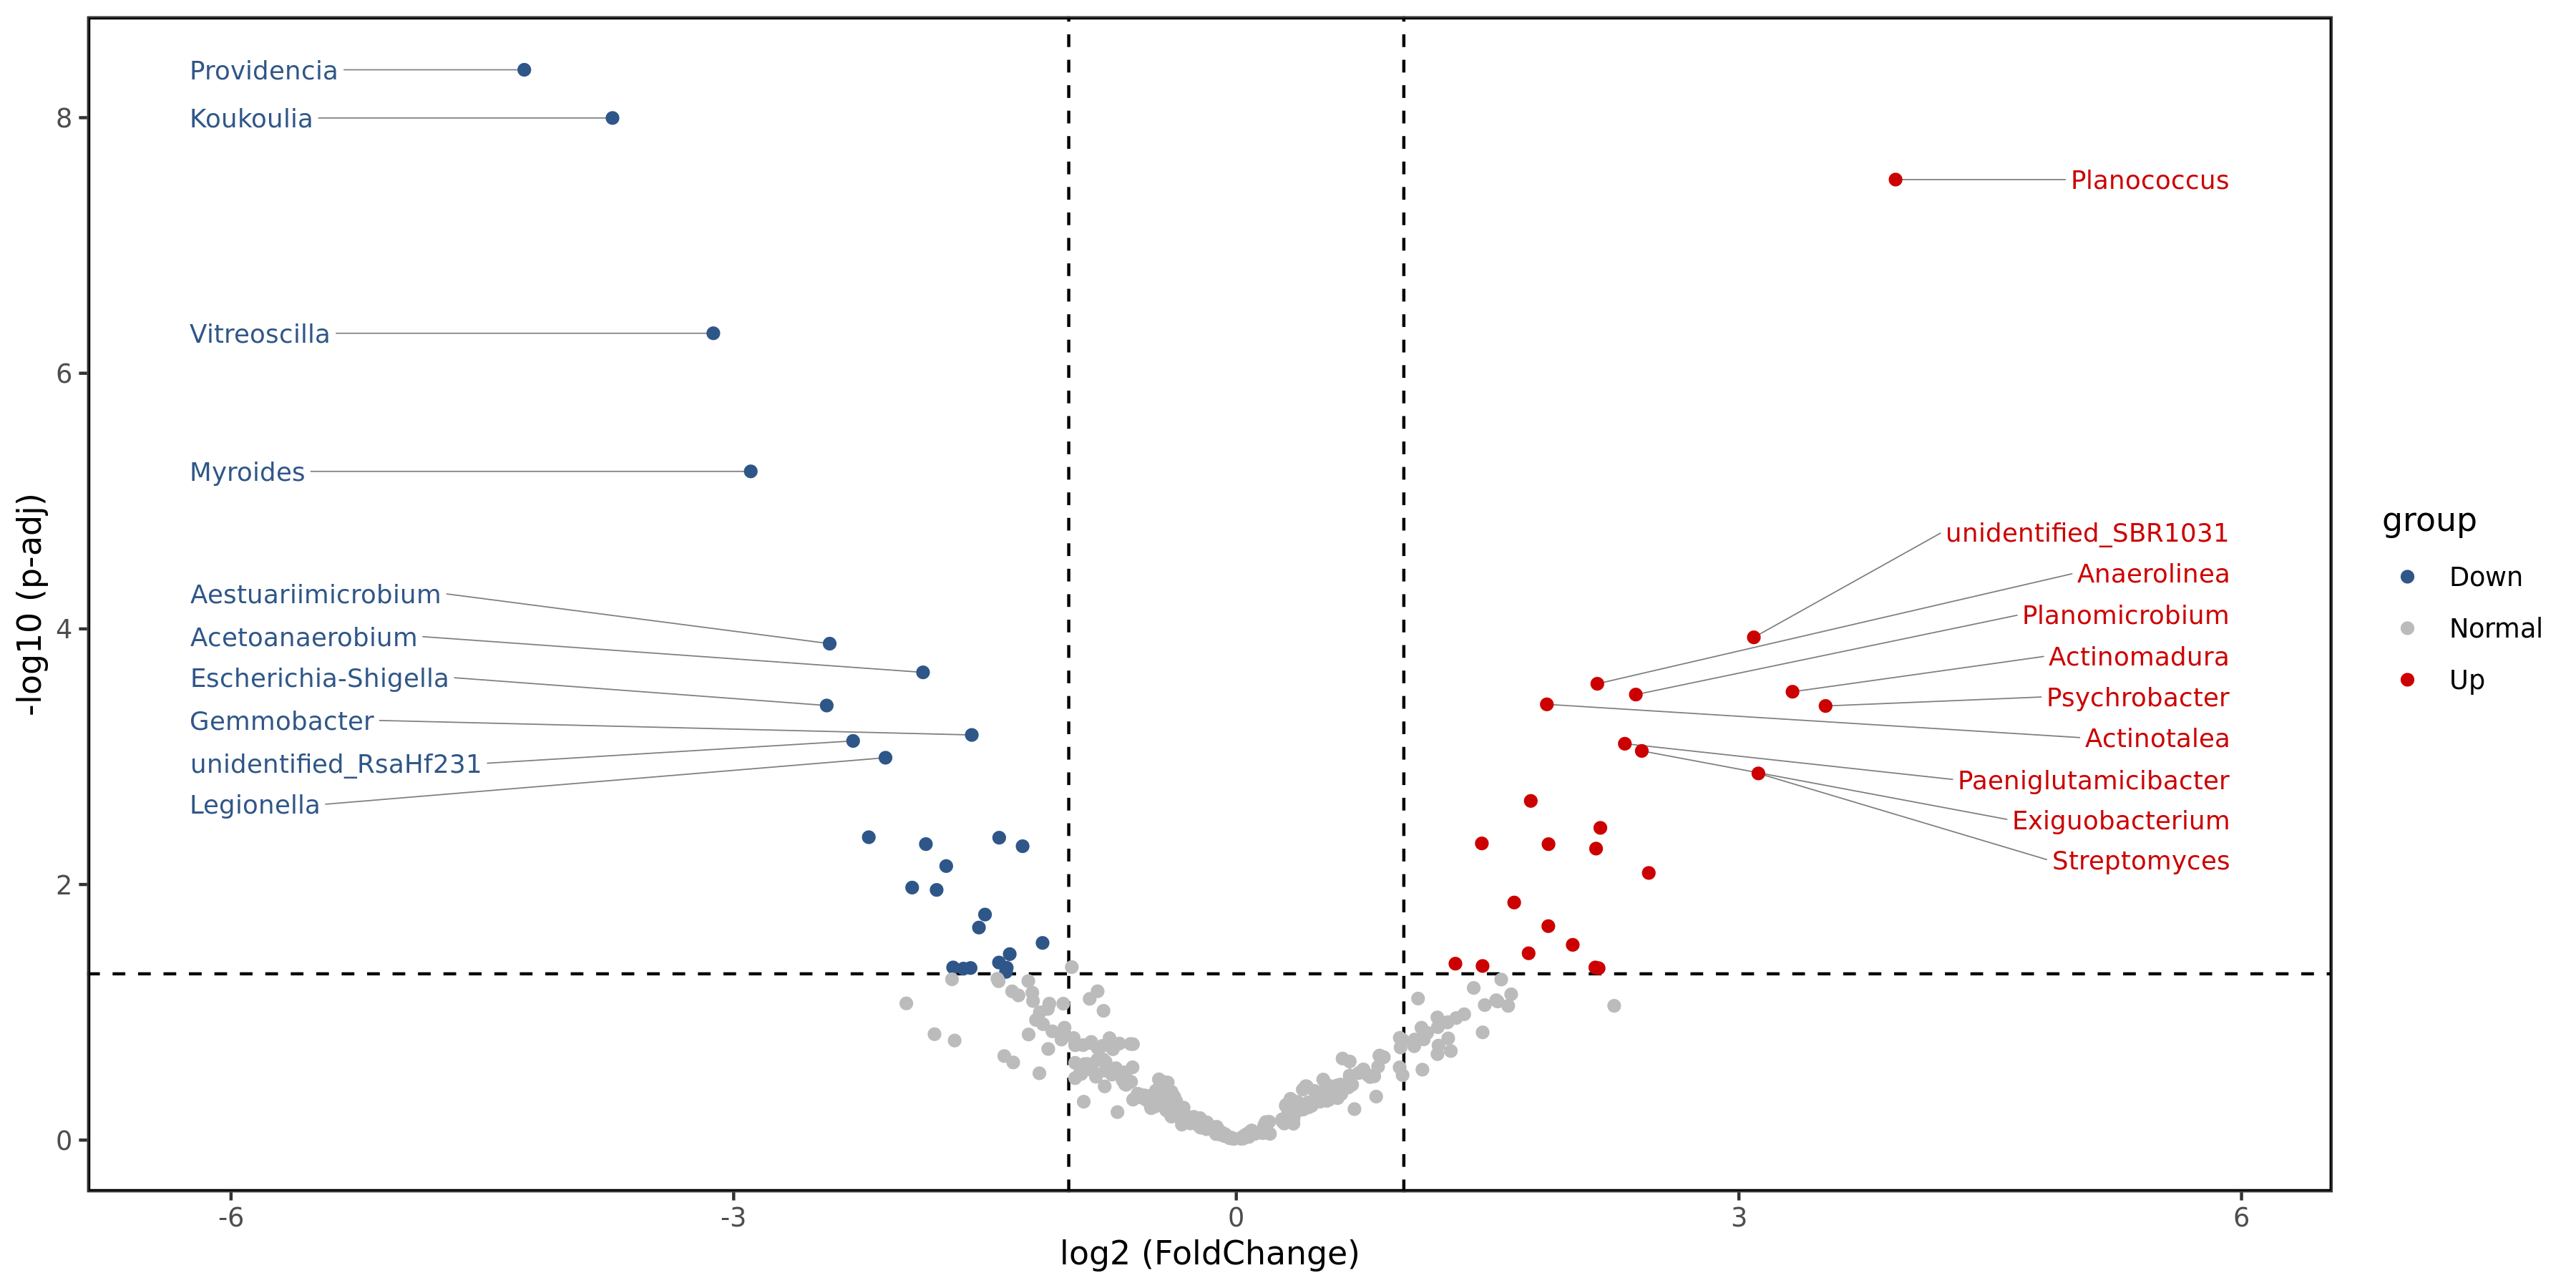 Providencia
Koukoulia
Vitreoscilla
Myroides
Aestuariimicrobium
Acetoanaerobium
Escherichia-Shigella
Gemmobacter
unidentified_RsaHf231
Legionella
Planococcus
unidentified_SBR1031
Anaerolinea
Planomicrobium
Actinomadura
Psychrobacter
Actinotalea
Paeniglutamicibacter
Exiguobacterium
Streptomyces
8
6
4
2
0
-log10 (p-adj)
-6
-3
0
3
6
log2 (FoldChange)
group
Down
Normal
Up